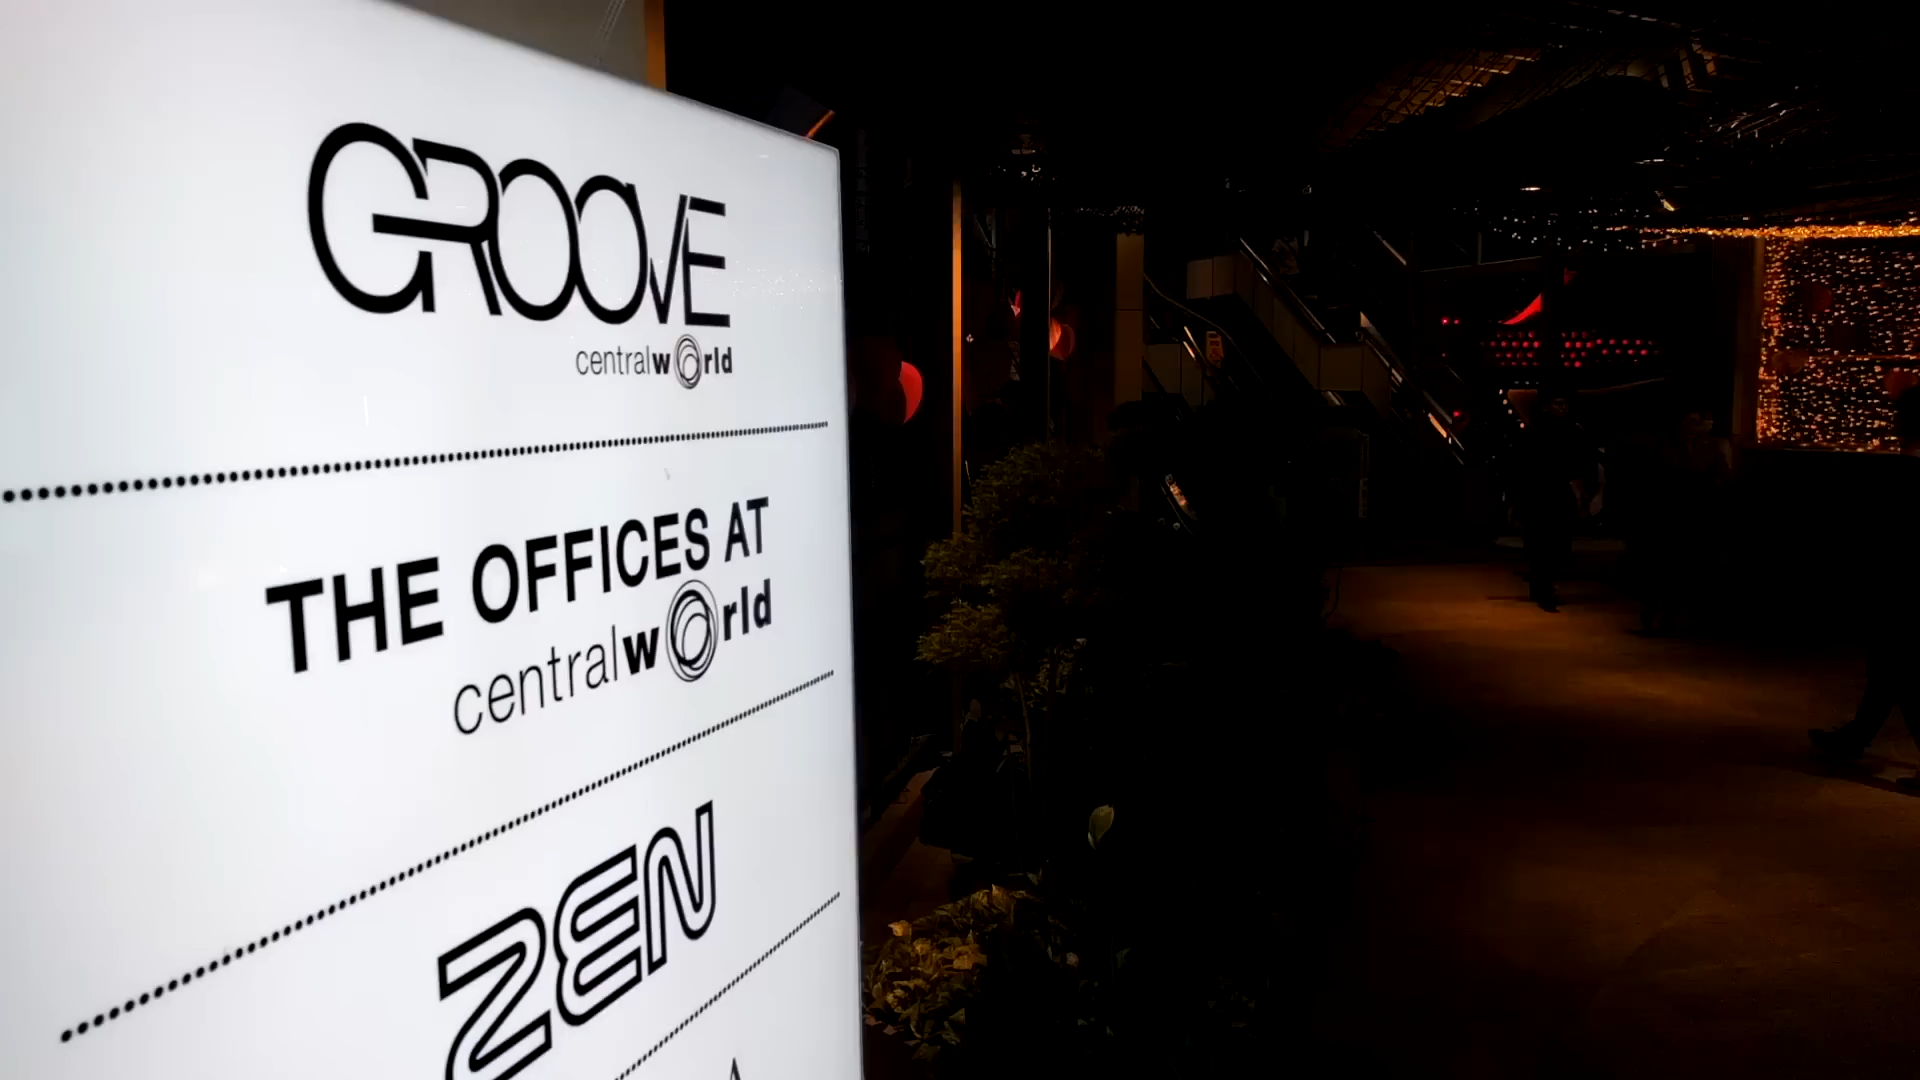 GROOVE
centralworld
THE OFFICES AT
centralworld
ZEN